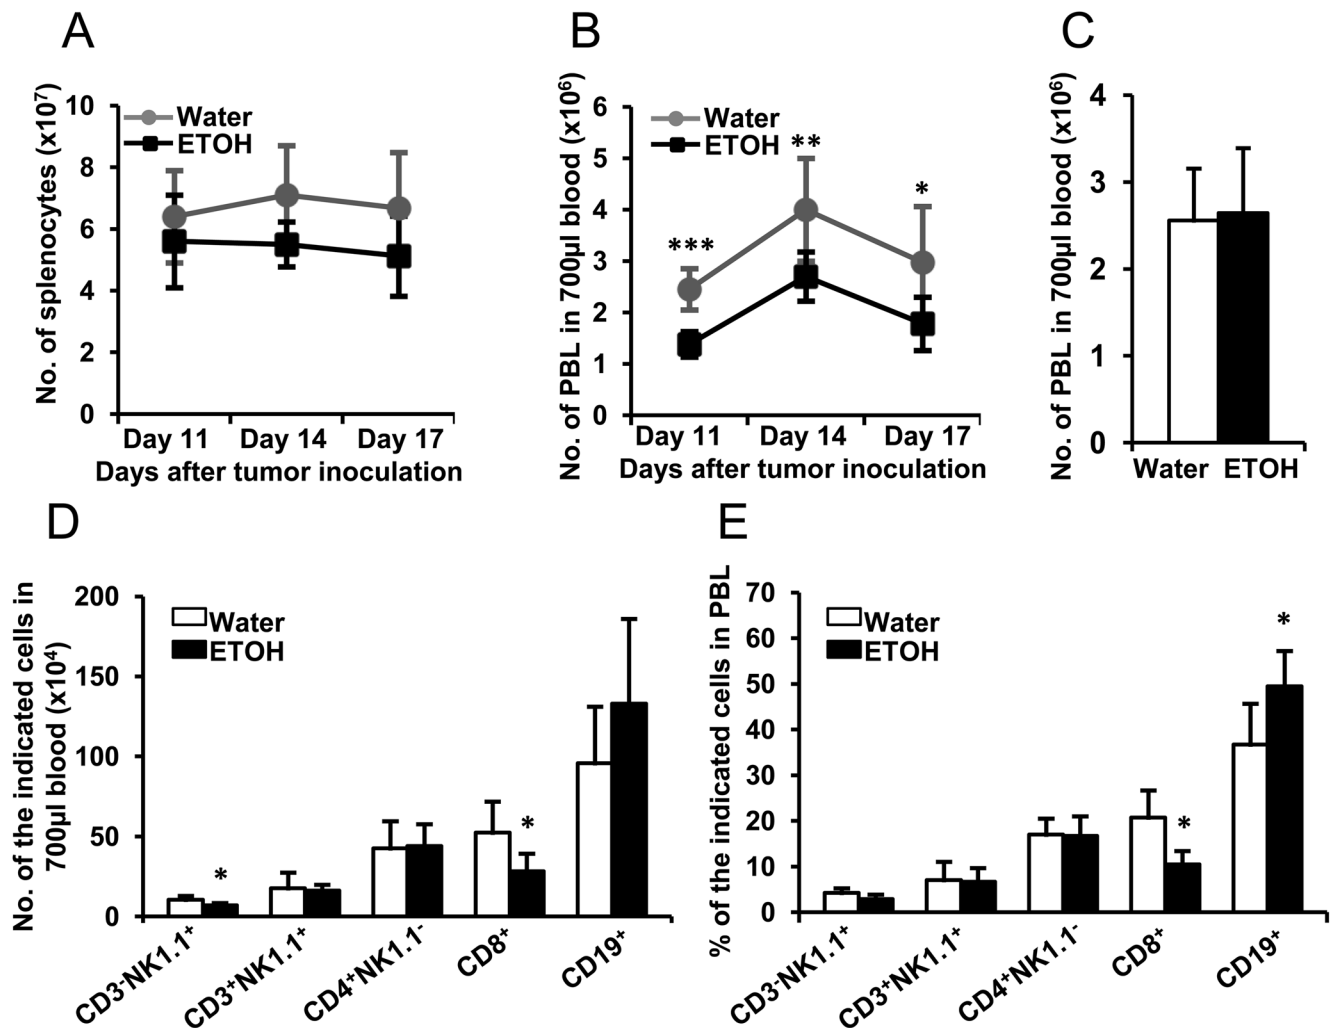 A
No. of splenocytes (x10⁷)
10
8
6
4
2
0
Water
ETOH
Day 11 Day 14 Day 17
Days after tumor inoculation
B
No. of PBL in 700µl blood (x10⁶)
6
5
4
3
2
1
0
Water
ETOH
***
**
*
Day 11 Day 14 Day 17
Days after tumor inoculation
C
No. of PBL in 700µl blood (x10⁶)
4
3
2
1
0
Water ETOH
D
No. of the indicated cells in
700µl blood (x10⁴)
200
150
100
50
0
Water
ETOH
*
*
CD3⁻NK1.1⁺
CD3⁺NK1.1⁺
CD4⁺NK1.1⁻
CD8⁺
CD19⁺
E
% of the indicated cells in PBL
70
60
50
40
30
20
10
0
Water
ETOH
*
*
CD3⁻NK1.1⁺
CD3⁺NK1.1⁺
CD4⁺NK1.1⁻
CD8⁺
CD19⁺